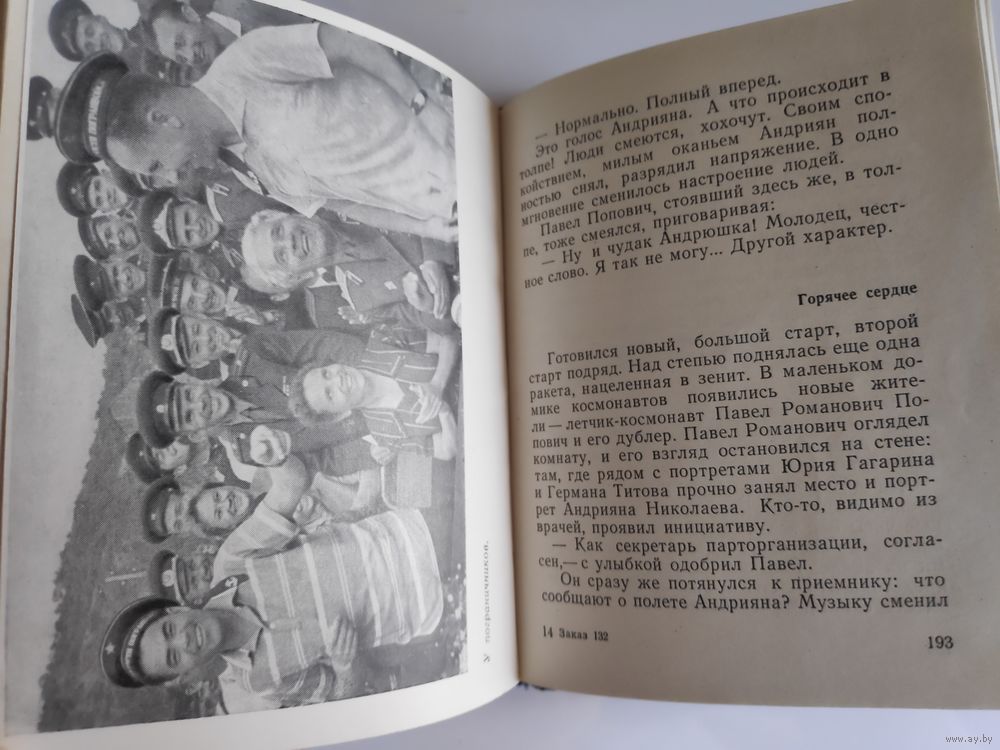 У пограничников.
— Нормально. Полный вперед.
Это голос Андрияна. А что происходит в
толпе! Люди смеются, хохочут. Своим спо-
койствием, милым оканьем Андриян пол-
ностью снял, разрядил напряжение. В одно
мгновение сменилось настроение людей.
Павел Попович, стоявший здесь же, в тол-
пе, тоже смеялся, приговаривая:
— Ну и чудак Андрюшка! Молодец, чест-
ное слово. Я так не могу... Другой характер.
Горячее сердце
Готовился новый, большой старт, второй
старт подряд. Над степью поднялась еще одна
ракета, нацеленная в зенит. В маленьком до-
мике космонавтов появились новые жите-
ли — летчик-космонавт Павел Романович По-
пович и его дублер. Павел Романович оглядел
комнату, и его взгляд остановился на стене:
там, где рядом с портретами Юрия Гагарина
и Германа Титова прочно занял место и порт-
рет Андрияна Николаева. Кто-то, видимо из
врачей, проявил инициативу.
— Как секретарь парторганизации, согла-
сен,— с улыбкой одобрил Павел.
Он сразу же потянулся к приемнику: что
сообщают о полете Андрияна? Музыку сменил
14 Заказ 132
193
www.ay.by